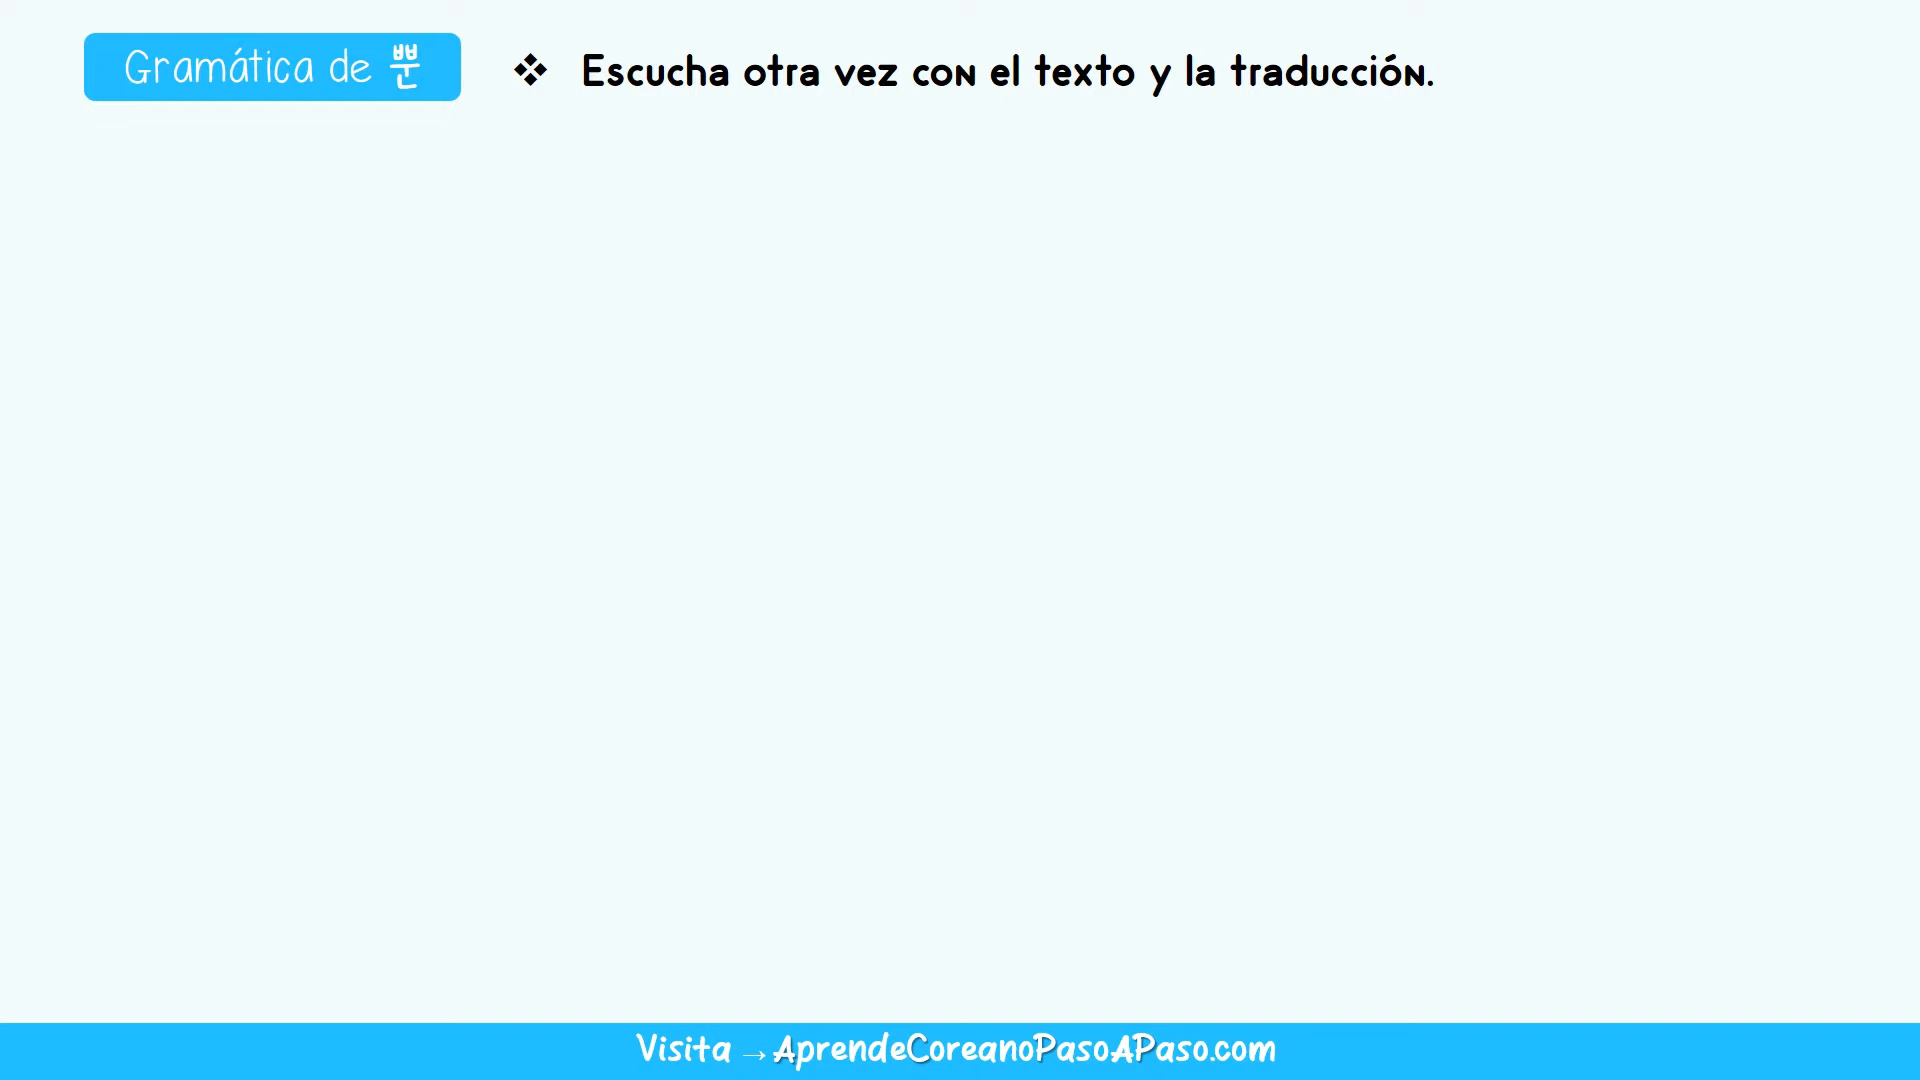 Gramática de 뿐
❖ Escucha otra vez con el texto y la traducción.
Visita →AprendeCoreanoPasoAPaso.com